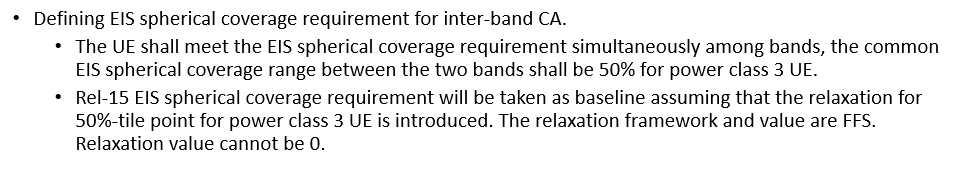 • Defining EIS spherical coverage requirement for inter-band CA.
• The UE shall meet the EIS spherical coverage requirement simultaneously among bands, the common
EIS spherical coverage range between the two bands shall be 50% for power class 3 UE.
• Rel-15 EIS spherical coverage requirement will be taken as baseline assuming that the relaxation for
50%-tile point for power class 3 UE is introduced. The relaxation framework and value are FFS.
Relaxation value cannot be 0.